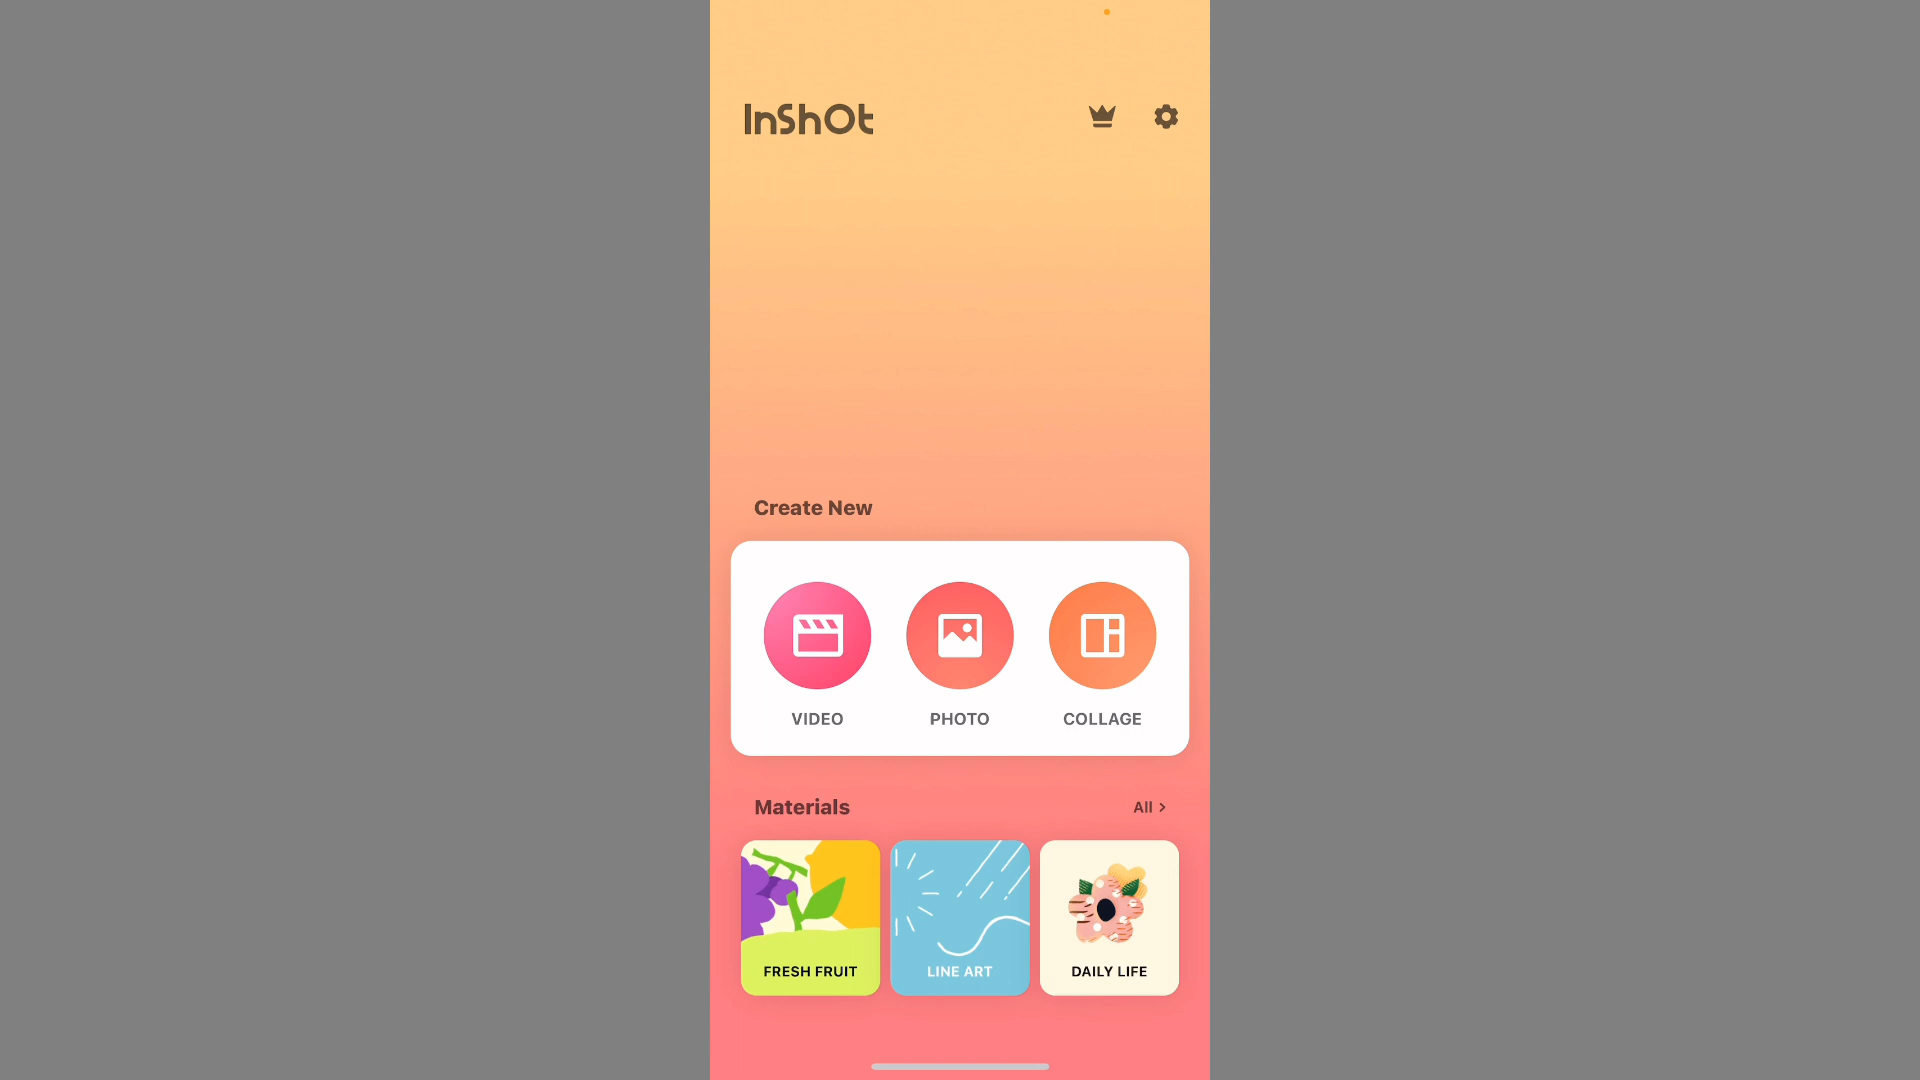 InShOt
Create New
VIDEO
PHOTO
COLLAGE
Materials
All >
FRESH FRUIT
LINE ART
DAILY LIFE